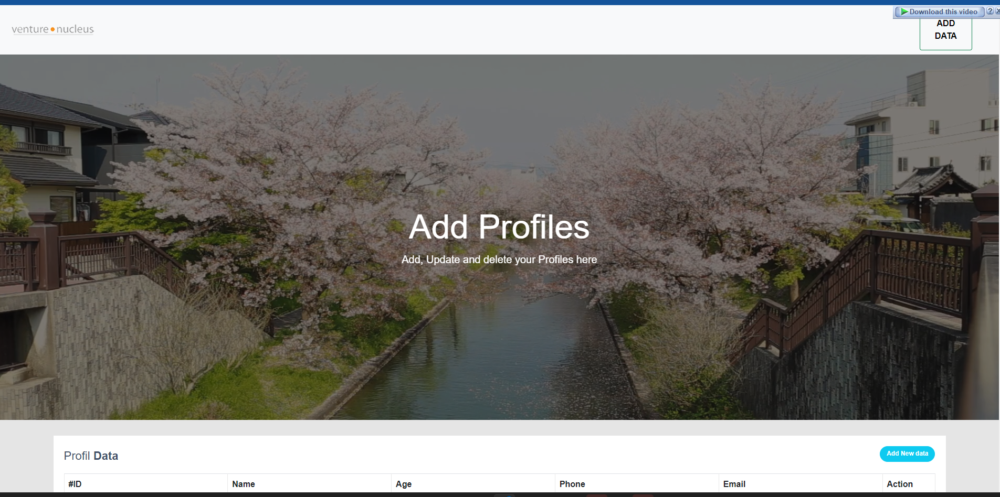 Download this video ?
venture nucleus
ADD
DATA
Add Profiles
Add, Update and delete your Profiles here
Profil Data
Add New data
#ID Name Age Phone Email Action